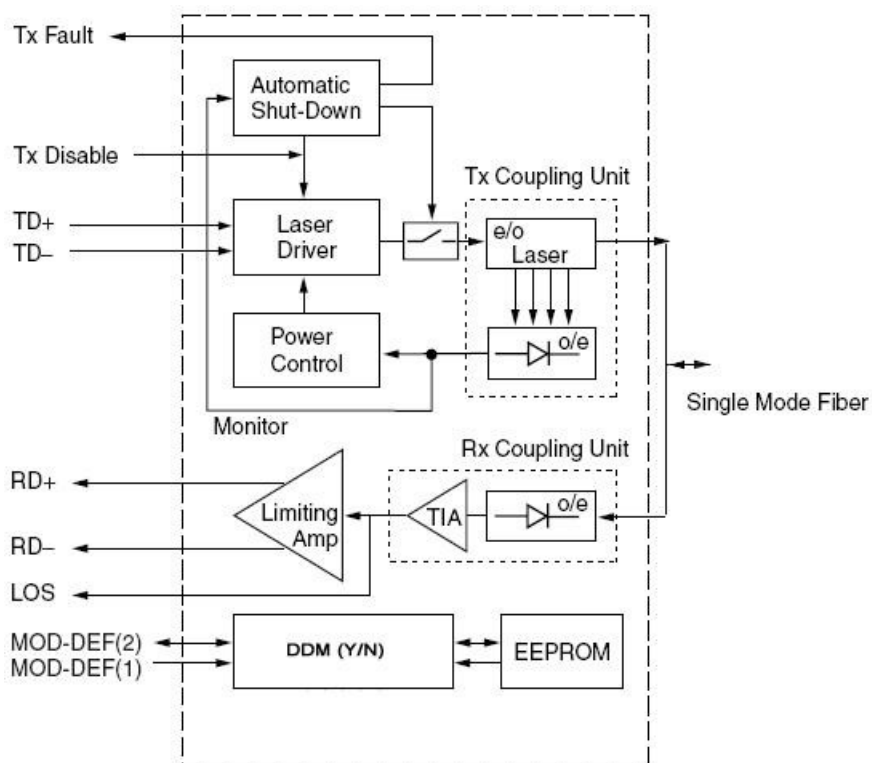 Tx Fault
Automatic
Shut-Down
Tx Disable
Tx Coupling Unit
TD+
TD–
Laser
Driver
e/o
Laser
Power
Control
o/e
Single Mode Fiber
Monitor
Rx Coupling Unit
RD+
RD–
LOS
Limiting
Amp
TIA
o/e
MOD-DEF(2)
MOD-DEF(1)
DDM (Y/N)
EEPROM